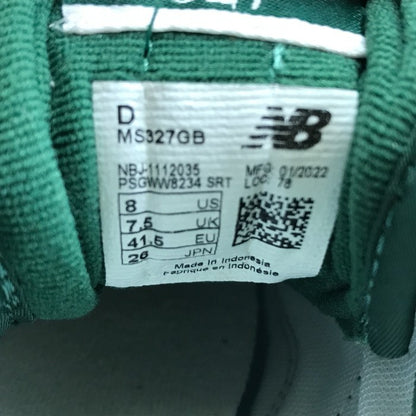 D
MS327GB
NB
NBJ-1112035
PSGWW8234 SRT
MFG: 01/2022
LOC: 78
8 US
7,5 UK
41,5 EU
26 JPN
Made in Indonesia
Fabriqué en Indonésie